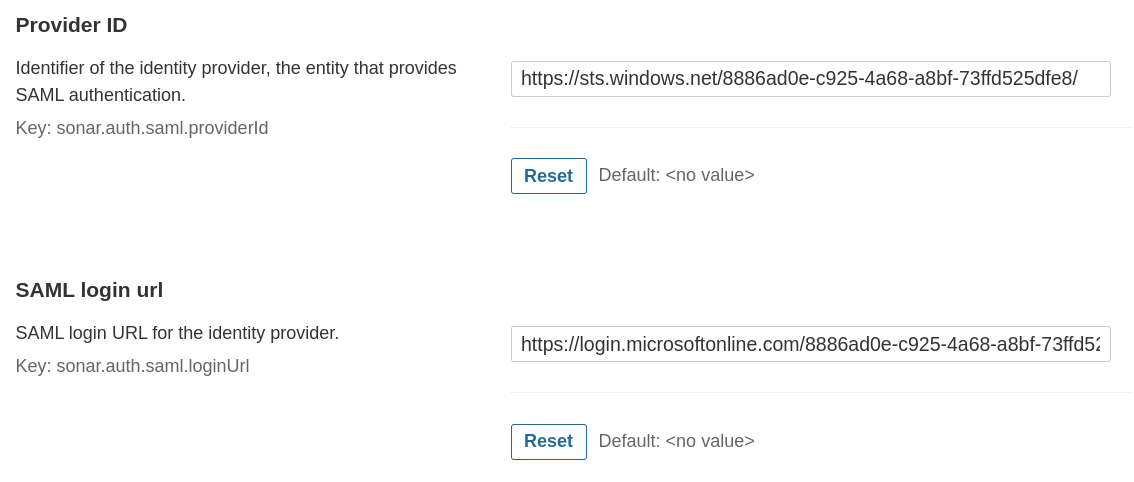 Provider ID
Identifier of the identity provider, the entity that provides
SAML authentication.
Key: sonar.auth.saml.providerId
https://sts.windows.net/8886ad0e-c925-4a68-a8bf-73ffd525dfe8/
Reset
Default: <no value>
SAML login url
SAML login URL for the identity provider.
Key: sonar.auth.saml.loginUrl
https://login.microsoftonline.com/8886ad0e-c925-4a68-a8bf-73ffd52
Reset
Default: <no value>